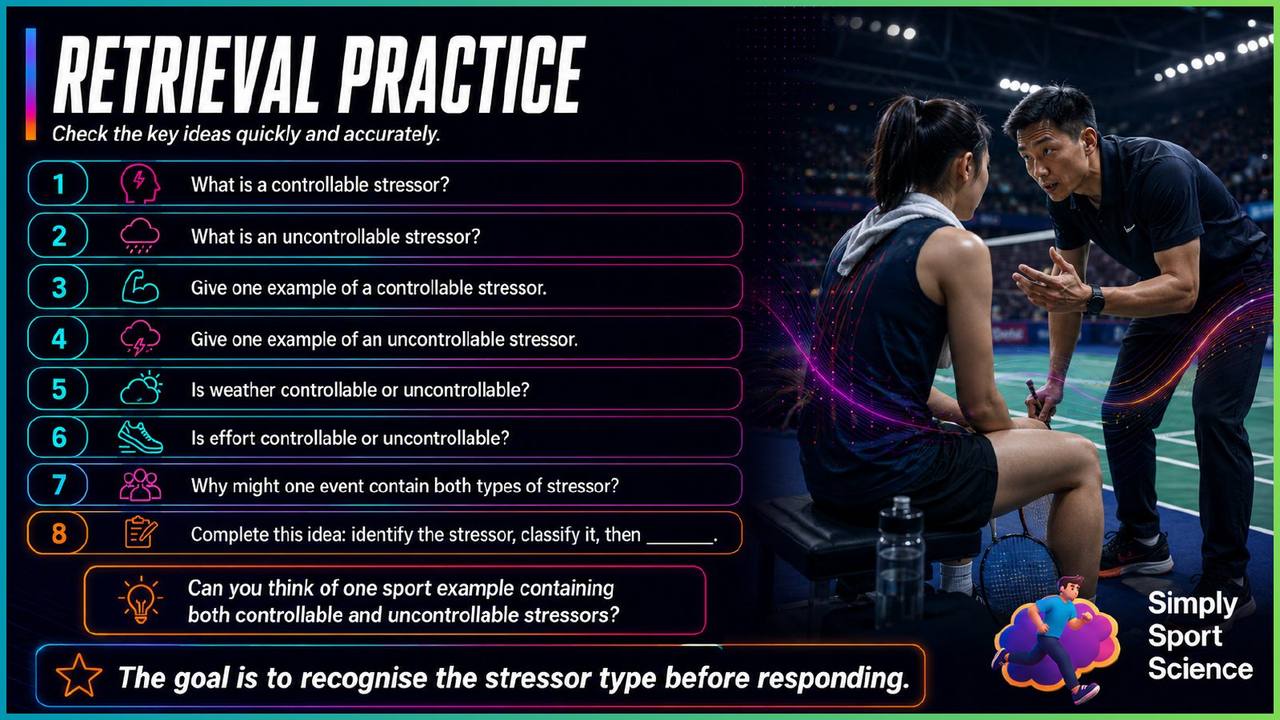 RETRIEVAL PRACTICE
Check the key ideas quickly and accurately.
1 What is a controllable stressor?
2 What is an uncontrollable stressor?
3 Give one example of a controllable stressor.
4 Give one example of an uncontrollable stressor.
5 Is weather controllable or uncontrollable?
6 Is effort controllable or uncontrollable?
7 Why might one event contain both types of stressor?
8 Complete this idea: identify the stressor, classify it, then _______.
Can you think of one sport example containing
both controllable and uncontrollable stressors?
The goal is to recognise the stressor type before responding.
Simply
Sport
Science